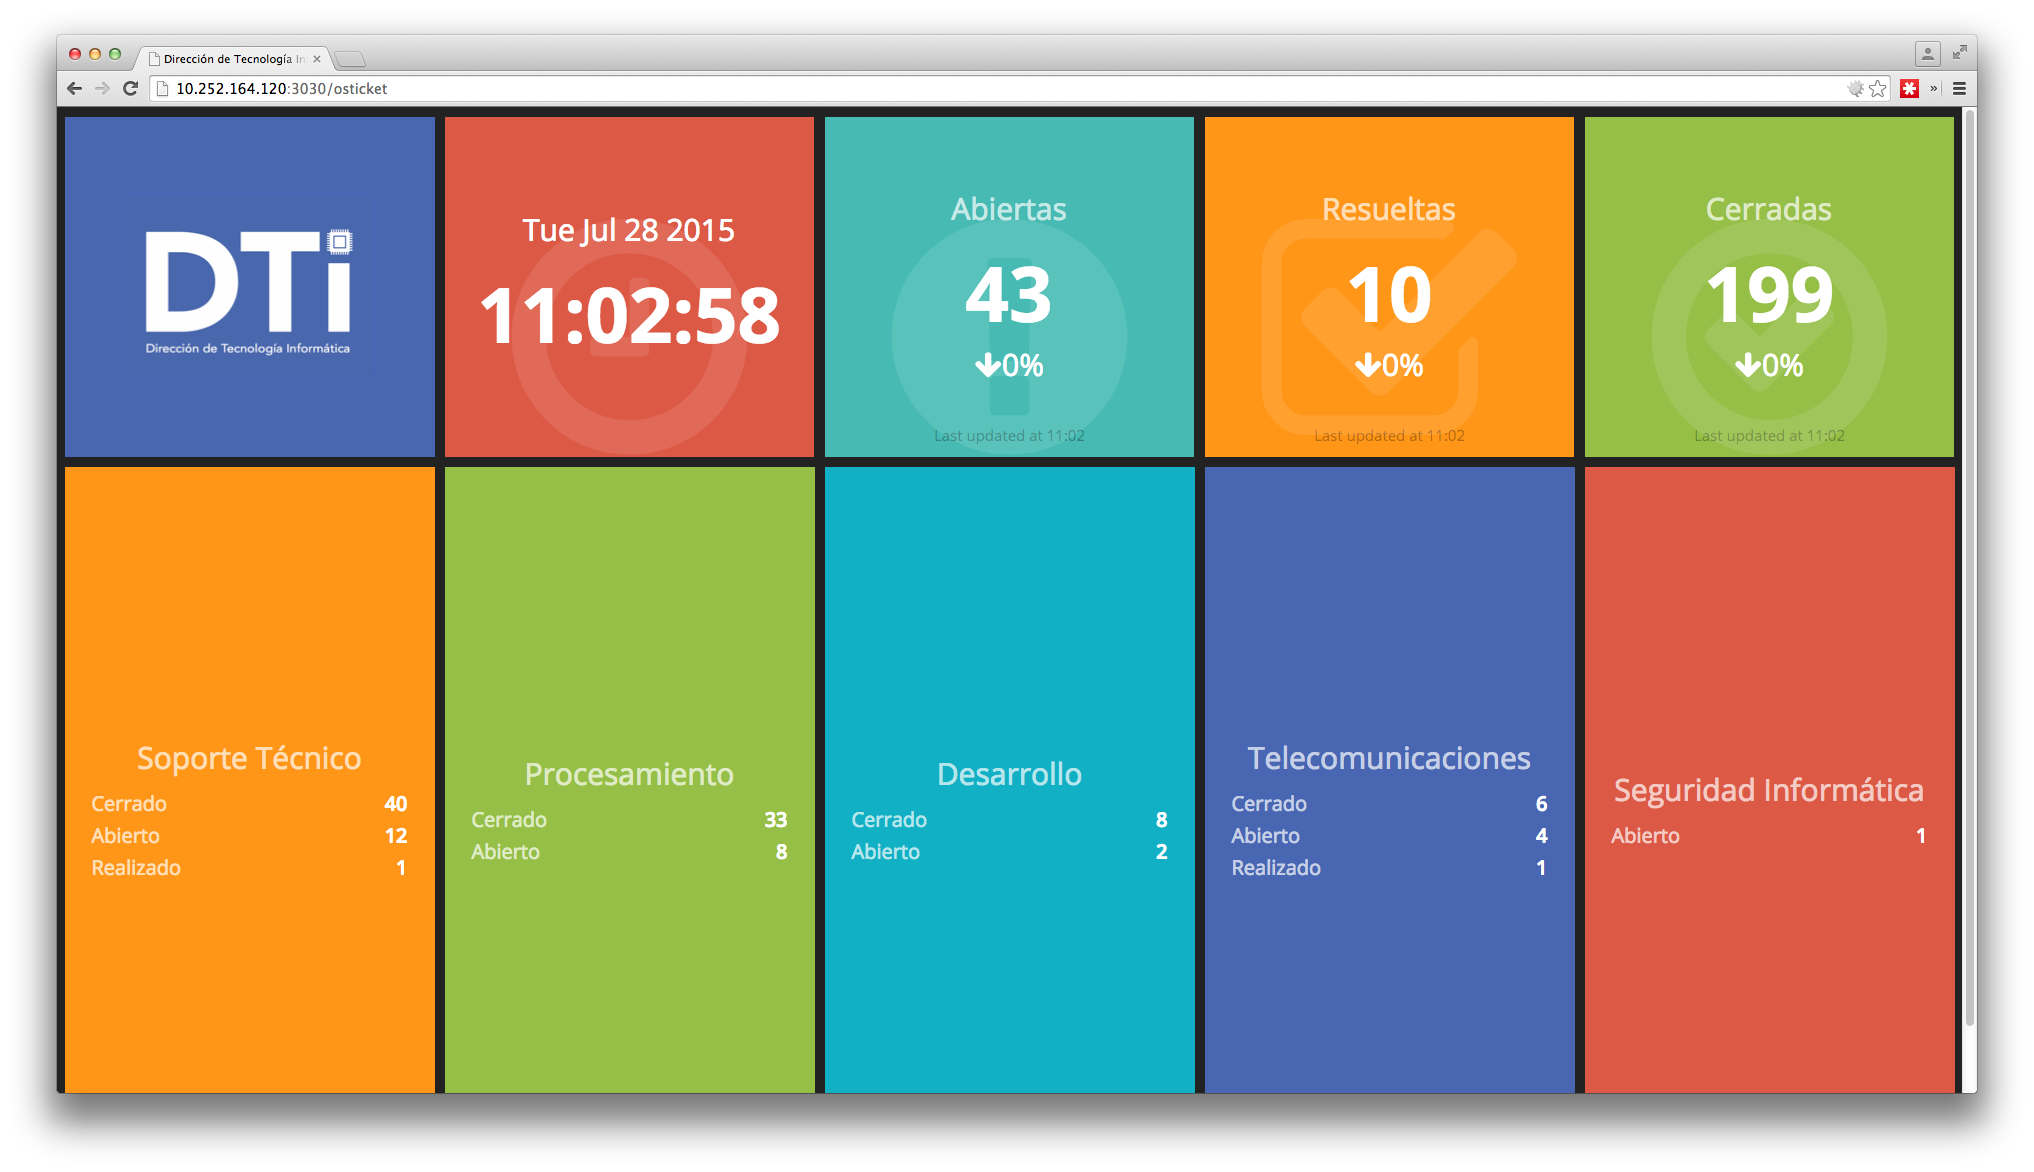 Dirección de Tecnología In
10.252.164.120:3030/osticket
DTi
Dirección de Tecnología Informática
Tue Jul 28 2015
11:02:58
Abiertas
43
0%
Last updated at 11:02
Resueltas
10
0%
Last updated at 11:02
Cerradas
199
0%
Last updated at 11:02
Soporte Técnico
Cerrado 40
Abierto 12
Realizado 1
Procesamiento
Cerrado 33
Abierto 8
Desarrollo
Cerrado 8
Abierto 2
Telecomunicaciones
Cerrado 6
Abierto 4
Realizado 1
Seguridad Informática
Abierto 1